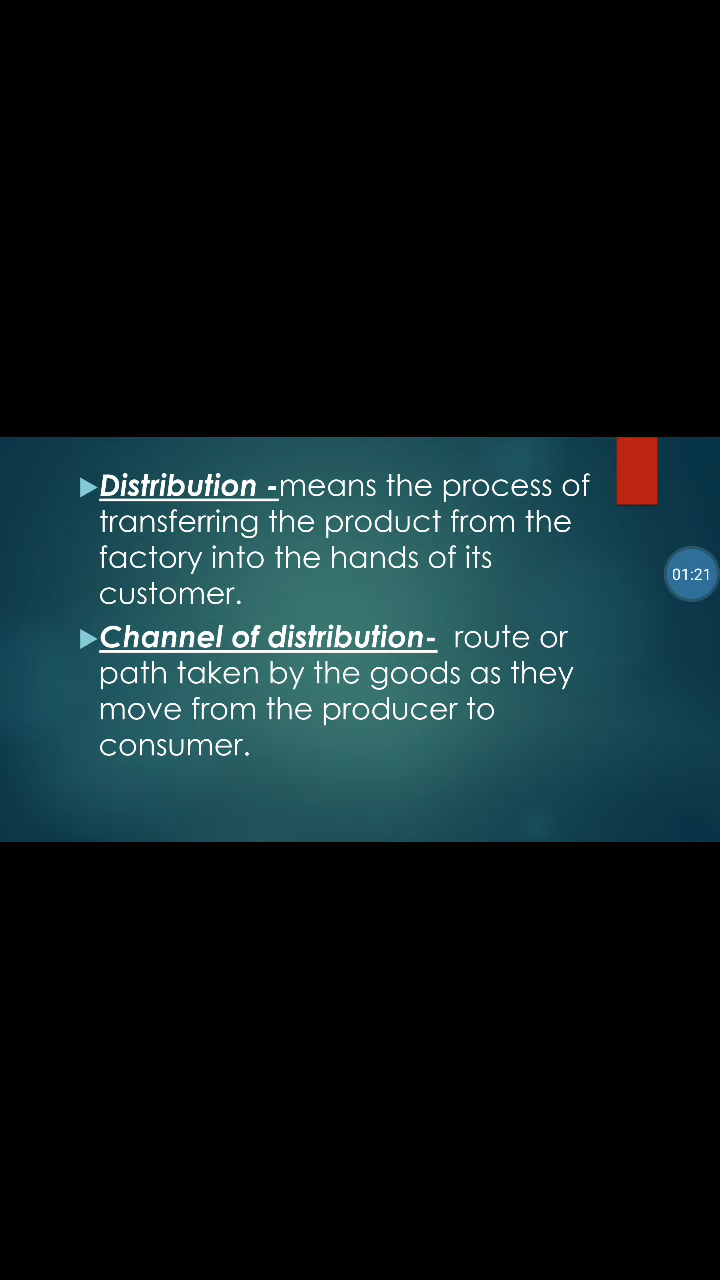 Distribution -means the process of
transferring the product from the
factory into the hands of its
customer.
01:21
Channel of distribution- route or
path taken by the goods as they
move from the producer to
consumer.